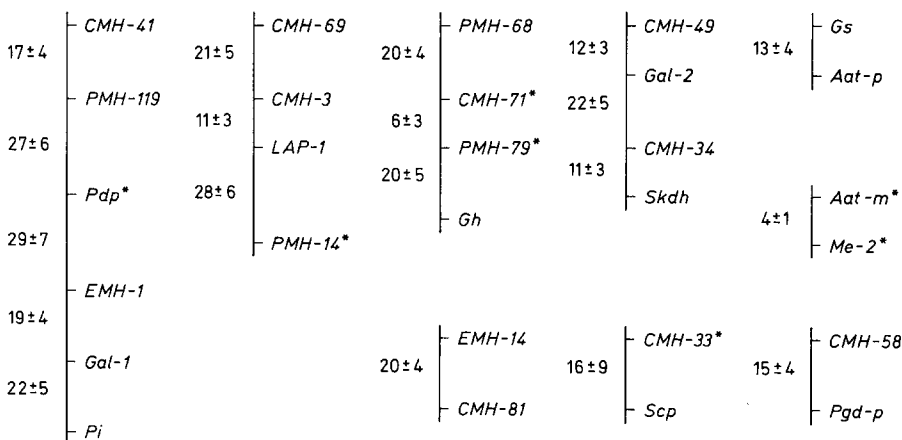 CMH-41
17±4
PMH-119
27±6
Pdp*
29±7
EMH-1
19±4
Gal-1
22±5
Pi
CMH-69
21±5
CMH-3
11±3
LAP-1
28±6
PMH-14*
PMH-68
20±4
CMH-71*
6±3
PMH-79*
20±5
Gh
EMH-14
20±4
CMH-81
CMH-49
12±3
Gal-2
22±5
CMH-34
11±3
Skdh
CMH-33*
16±9
Scp
Gs
13±4
Aat-p
Aat-m*
4±1
Me-2*
CMH-58
15±4
Pgd-p